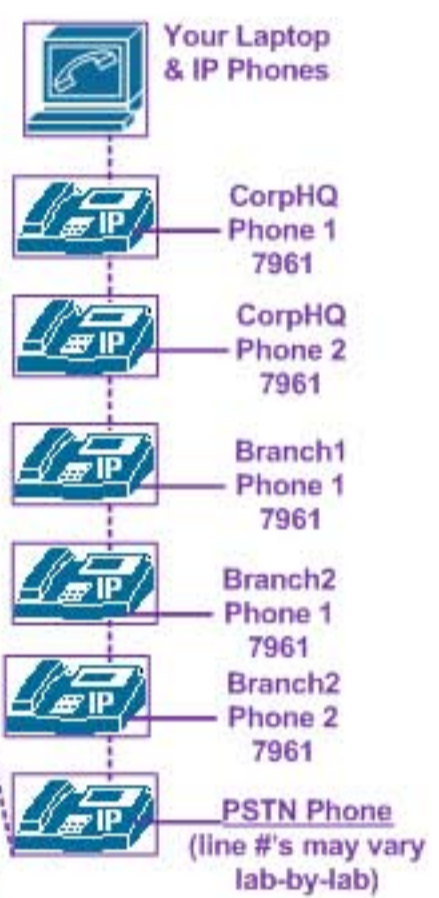 Your Laptop
& IP Phones
IP
CorpHQ
Phone 1
7961
IP
CorpHQ
Phone 2
7961
IP
Branch1
Phone 1
7961
IP
Branch2
Phone 1
7961
IP
Branch2
Phone 2
7961
IP
PSTN Phone
(line #'s may vary
lab-by-lab)